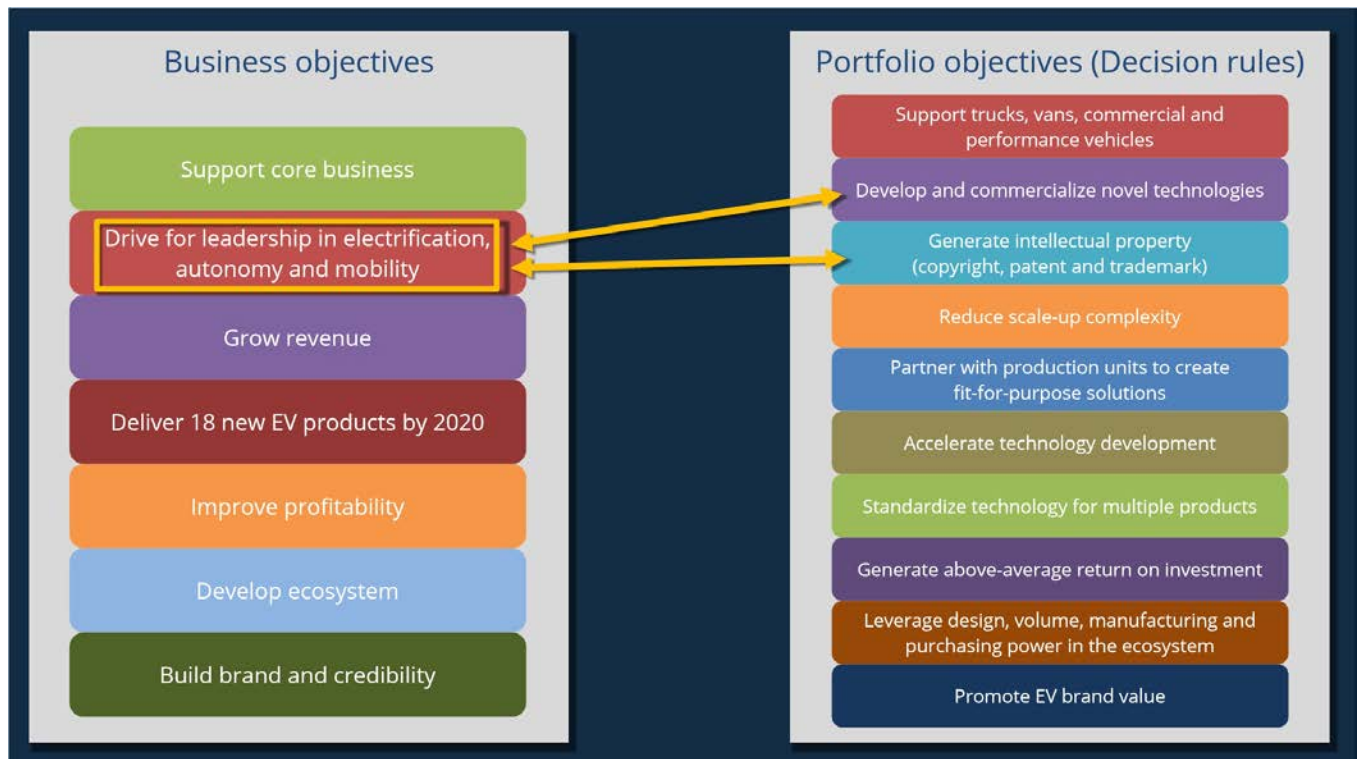 Business objectives
Support core business
Drive for leadership in electrification,
autonomy and mobility
Grow revenue
Deliver 18 new EV products by 2020
Improve profitability
Develop ecosystem
Build brand and credibility
Portfolio objectives (Decision rules)
Support trucks, vans, commercial and
performance vehicles
Develop and commercialize novel technologies
Generate intellectual property
(copyright, patent and trademark)
Reduce scale-up complexity
Partner with production units to create
fit-for-purpose solutions
Accelerate technology development
Standardize technology for multiple products
Generate above-average return on investment
Leverage design, volume, manufacturing and
purchasing power in the ecosystem
Promote EV brand value